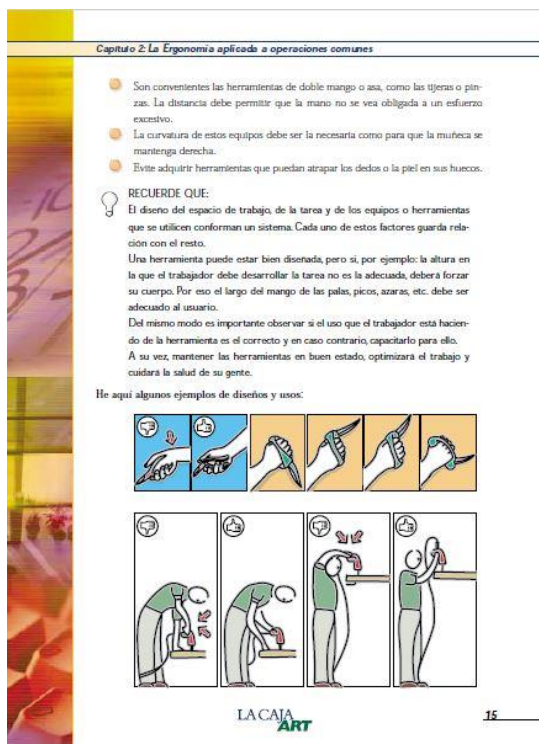 Capítulo 2: La Ergonomía aplicada a operaciones comunes
Son convenientes las herramientas de doble mango o asa, como las tijeras o pin-
zas. La distancia debe permitir que la mano no se vea obligada a un esfuerzo
excesivo.
La curvatura de estos equipos debe ser la necesaria como para que la muñeca se
mantenga derecha.
Evite adquirir herramientas que puedan atrapar los dedos o la piel en sus huecos.
RECUERDE QUE:
El diseño del espacio de trabajo, de la tarea y de los equipos o herramientas
que se utilicen conforman un sistema. Cada uno de estos factores guarda rela-
ción con el resto.
Una herramienta puede estar bien diseñada, pero si, por ejemplo: la altura en
la que el trabajador debe desarrollar la tarea no es la adecuada, deberá forzar
su cuerpo. Por eso el largo del mango de las palas, picos, azaras, etc. debe ser
adecuado al usuario.
Del mismo modo es importante observar si el uso que el trabajador está hacien-
do de la herramienta es el correcto y en caso contrario, capacitarlo para ello.
A su vez, mantener las herramientas en buen estado, optimizará el trabajo y
cuidará la salud de su gente.
He aquí algunos ejemplos de diseños y usos:
LA CAJA
ART
15